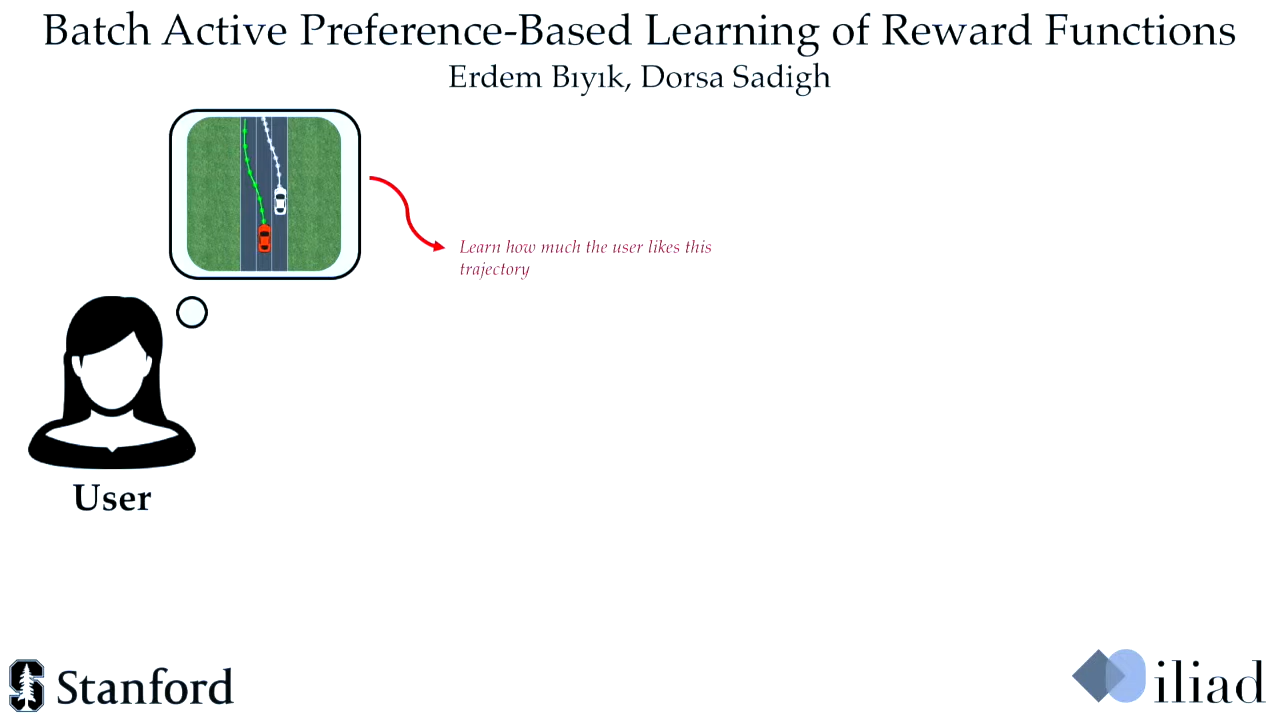 Batch Active Preference-Based Learning of Reward Functions
Erdem Bıyık, Dorsa Sadigh
Learn how much the user likes this
trajectory
User
Stanford
iliad